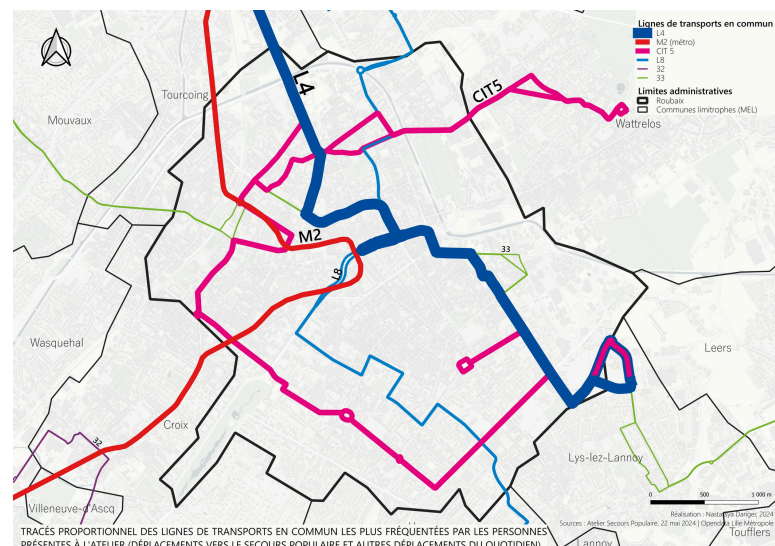 Lignes de transports en commun
L4
M2 (métro)
CIT 5
L8
32
33
Limites administratives
Roubaix
Communes limitrophes (MEL)
L4
CIT5
Tourcoing
Mouvaux
Wattrelos
M2
33
L8
Wasquehal
Leers
Croix
32
Lys-lez-Lannoy
Villeneuve-d'Ascq
0 500 1 000 m
Réalisation : Nastasya Danger, 2024
Sources : Atelier Secours Populaire, 22 mai 2024 | Opendata Lille Métropole
Toufflers
Lannoy
TRACÉS PROPORTIONNEL DES LIGNES DE TRANSPORTS EN COMMUN LES PLUS FRÉQUENTÉES PAR LES PERSONNES
PRÉSENTES À L'ATELIER (DÉPLACEMENTS VERS LE SECOURS POPULAIRE ET AUTRES DÉPLACEMENTS DU QUOTIDIEN)